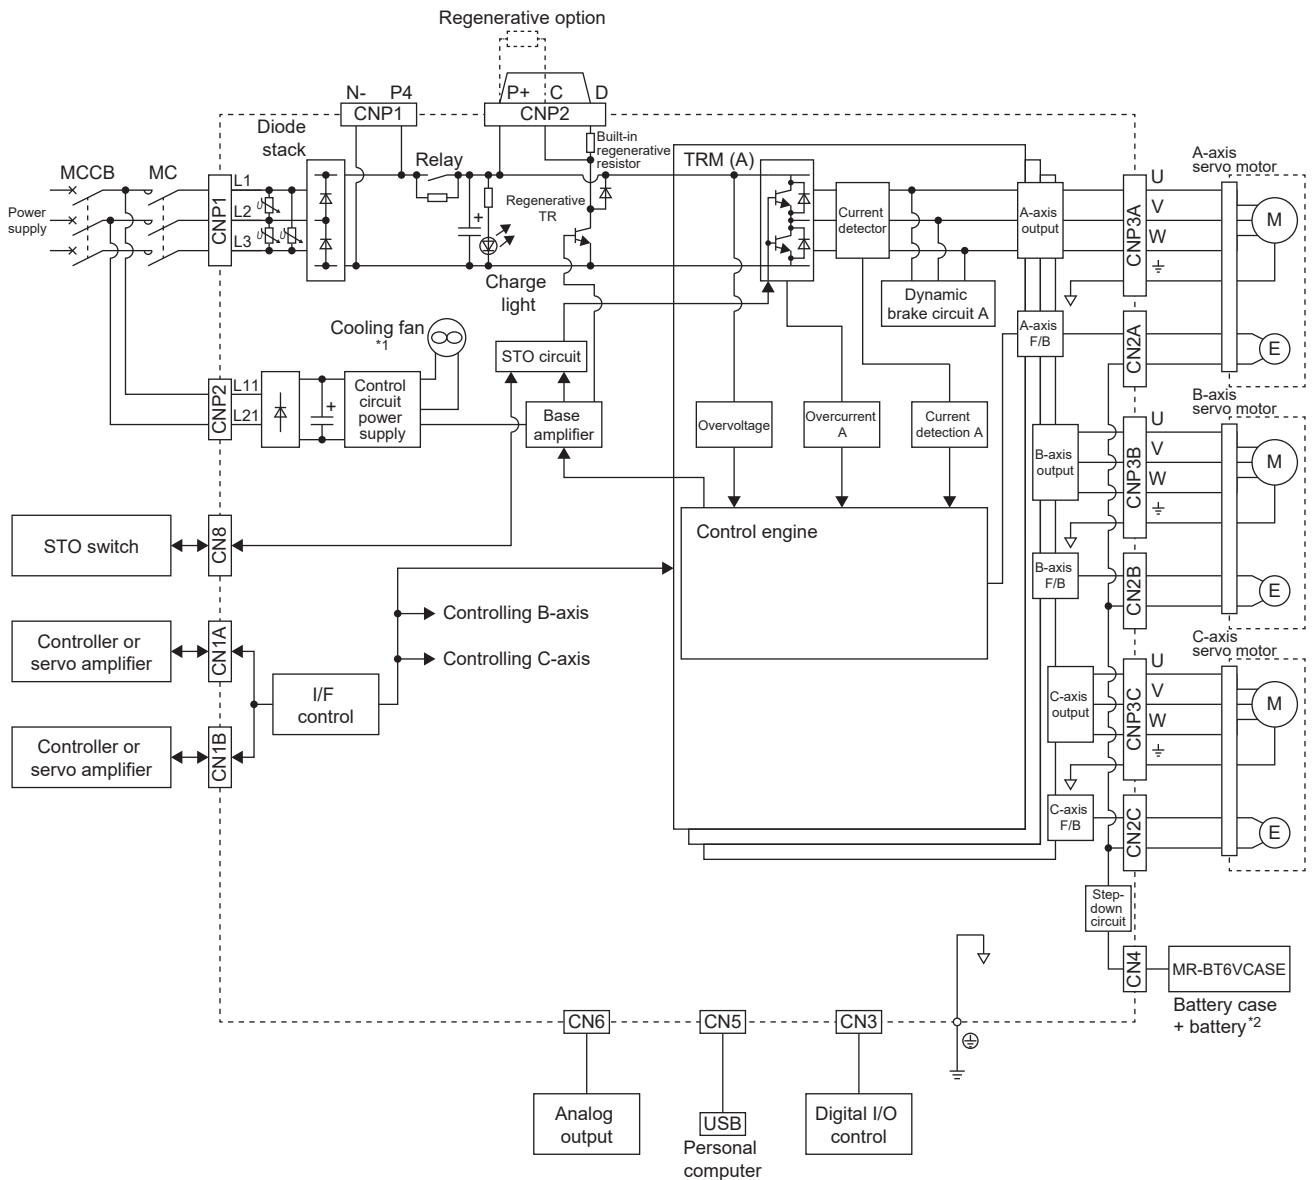 Regenerative option
N-
P4
P+
C
D
CNP1
CNP2
Diode
stack
Built-in
regenerative
resistor
MCCB
MC
Relay
TRM (A)
A-axis
servo motor
L1
L2
L3
CNP1
Power
supply
Regenerative
TR
+
Current
detector
A-axis
output
CNP3A
U
V
W
M
Charge
light
Dynamic
brake circuit A
Cooling fan
*1
STO circuit
A-axis
F/B
CN2A
E
CNP2
L11
L21
+
Control
circuit
power
supply
Base
amplifier
Overvoltage
Overcurrent
A
Current
detection A
B-axis
servo motor
B-axis
output
CNP3B
U
V
W
M
STO switch
CN8
Control engine
B-axis
F/B
CN2B
E
Controlling B-axis
Controller or
servo amplifier
CN1A
Controlling C-axis
C-axis
servo motor
I/F
control
C-axis
output
CNP3C
U
V
W
M
Controller or
servo amplifier
CN1B
C-axis
F/B
CN2C
E
Step-
down
circuit
CN4
MR-BT6VCASE
Battery case
+ battery*2
CN6
CN5
CN3
Analog
output
USB
Personal
computer
Digital I/O
control